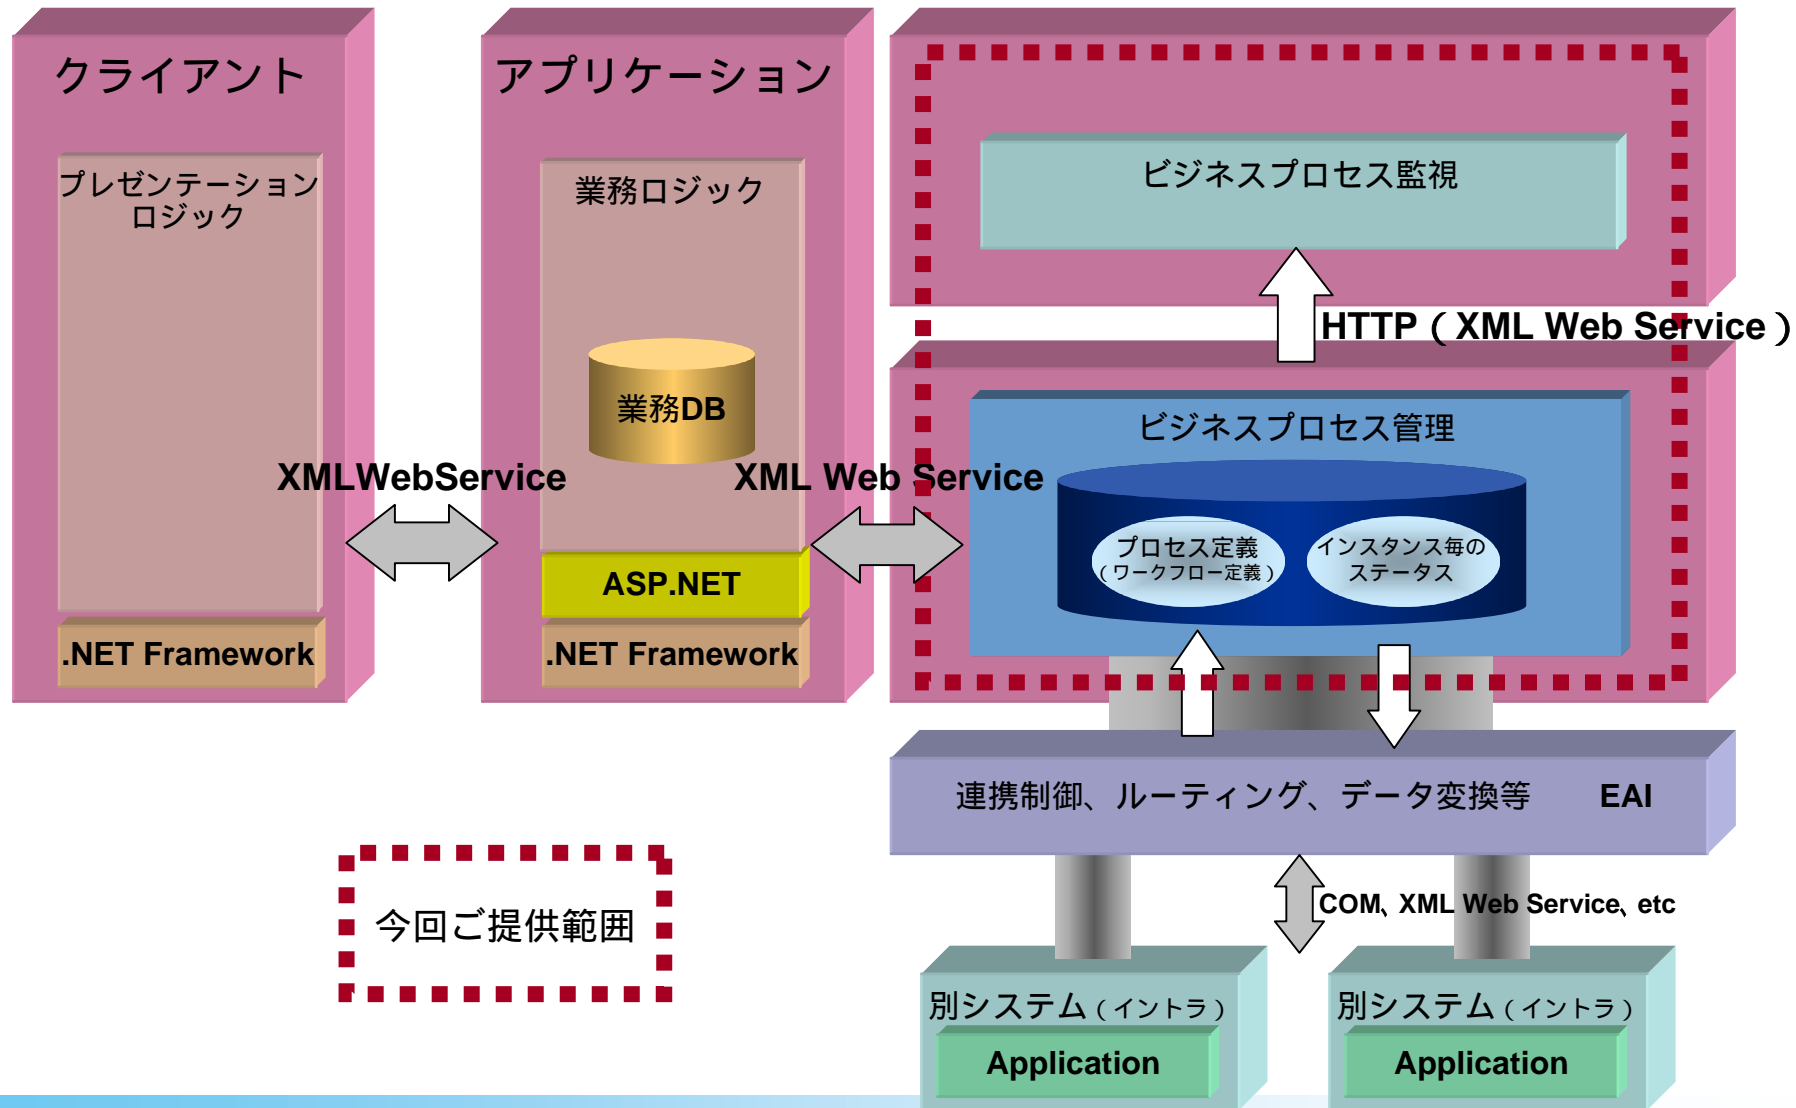 クライアント
プレゼンテーション
ロジック
.NET Framework
XMLWebService
アプリケーション
業務ロジック
業務DB
ASP.NET
.NET Framework
XML Web Service
ビジネスプロセス監視
HTTP（XML Web Service）
ビジネスプロセス管理
プロセス定義
（ワークフロー定義）
インスタンス毎の
ステータス
連携制御、ルーティング、データ変換等 EAI
COM、XML Web Service、etc
別システム（イントラ）
Application
別システム（イントラ）
Application
今回ご提供範囲